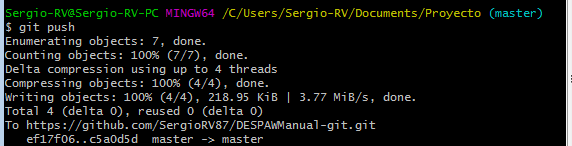 Sergio-RV@Sergio-RV-PC MINGW64 /C/Users/Sergio-RV/Documents/Proyecto (master)
$ git push
Enumerating objects: 7, done.
Counting objects: 100% (7/7), done.
Delta compression using up to 4 threads
Compressing objects: 100% (4/4), done.
Writing objects: 100% (4/4), 218.95 KiB | 3.77 MiB/s, done.
Total 4 (delta 0), reused 0 (delta 0)
To https://github.com/SergioRV87/DESPAWManual-git.git
   ef17f06..c5a0d5d  master -> master